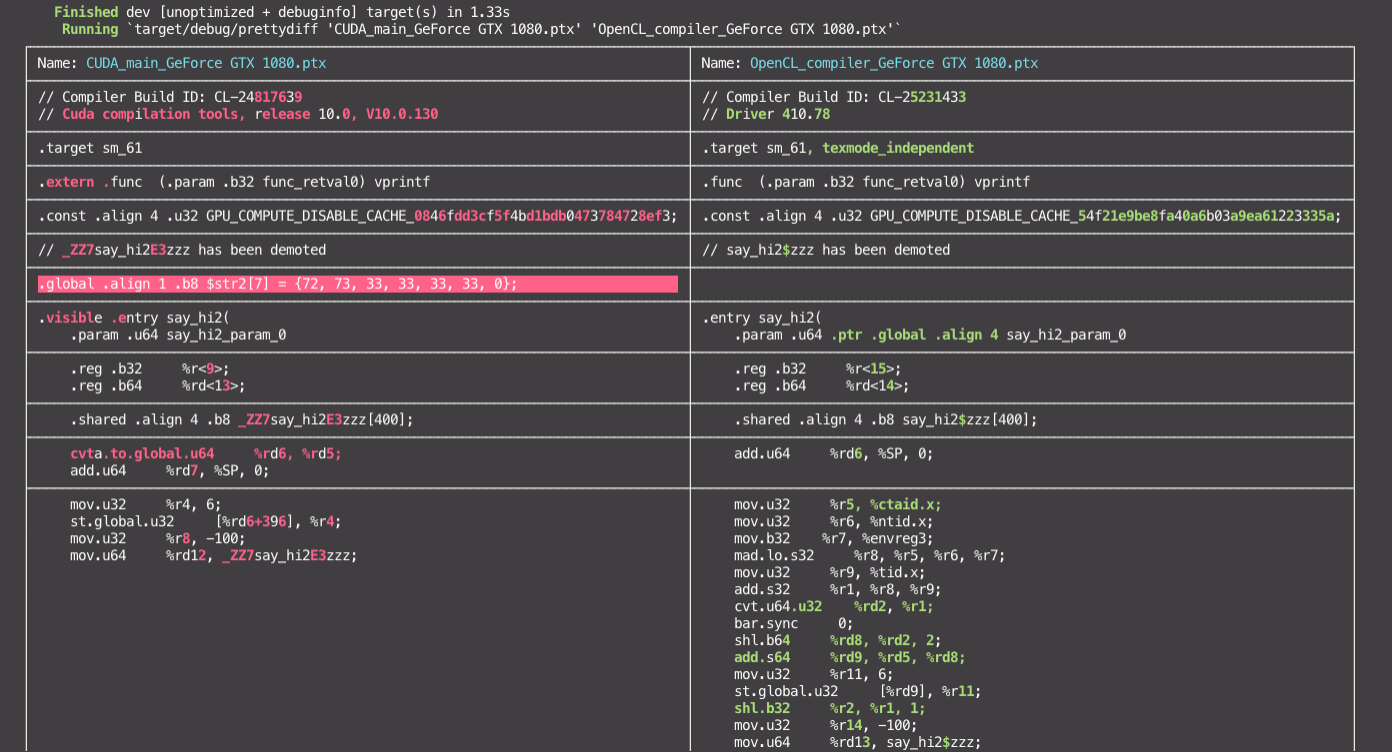 Finished dev [unoptimized + debuginfo] target(s) in 1.33s
Running `target/debug/prettydiff 'CUDA_main_GeForce GTX 1080.ptx' 'OpenCL_compiler_GeForce GTX 1080.ptx'`
Name: CUDA_main_GeForce GTX 1080.ptx
Name: OpenCL_compiler_GeForce GTX 1080.ptx
// Compiler Build ID: CL-24817639
// Cuda compilation tools, release 10.0, V10.0.130
// Compiler Build ID: CL-25231433
// Driver 410.78
.target sm_61
.target sm_61, texmode_independent
.extern .func  (.param .b32 func_retval0) vprintf
.func  (.param .b32 func_retval0) vprintf
.const .align 4 .u32 GPU_COMPUTE_DISABLE_CACHE_0846fdd3cf5f4bd1bdb0473784728ef3;
.const .align 4 .u32 GPU_COMPUTE_DISABLE_CACHE_54f21e9be8fa40a6b03a9ea61223335a;
// _ZZ7say_hi2E3zzz has been demoted
// say_hi2$zzz has been demoted
.global .align 1 .b8 $str2[7] = {72, 73, 33, 33, 33, 33, 0};
.visible .entry say_hi2(
.param .u64 say_hi2_param_0
.entry say_hi2(
.param .u64 .ptr .global .align 4 say_hi2_param_0
.reg .b32     %r<9>;
.reg .b64     %rd<13>;
.reg .b32     %r<15>;
.reg .b64     %rd<14>;
.shared .align 4 .b8 _ZZ7say_hi2E3zzz[400];
.shared .align 4 .b8 say_hi2$zzz[400];
cvta.to.global.u64     %rd6, %rd5;
add.u64     %rd7, %SP, 0;
add.u64     %rd6, %SP, 0;
mov.u32     %r4, 6;
st.global.u32     [%rd6+396], %r4;
mov.u32     %r8, -100;
mov.u64     %rd12, _ZZ7say_hi2E3zzz;
mov.u32     %r5, %ctaid.x;
mov.u32     %r6, %ntid.x;
mov.b32    %r7, %envreg3;
mad.lo.s32     %r8, %r5, %r6, %r7;
mov.u32     %r9, %tid.x;
add.s32     %r1, %r8, %r9;
cvt.u64.u32    %rd2, %r1;
bar.sync     0;
shl.b64     %rd8, %rd2, 2;
add.s64     %rd9, %rd5, %rd8;
mov.u32     %r11, 6;
st.global.u32     [%rd9], %r11;
shl.b32     %r2, %r1, 1;
mov.u32     %r14, -100;
mov.u64     %rd13, say_hi2$zzz;